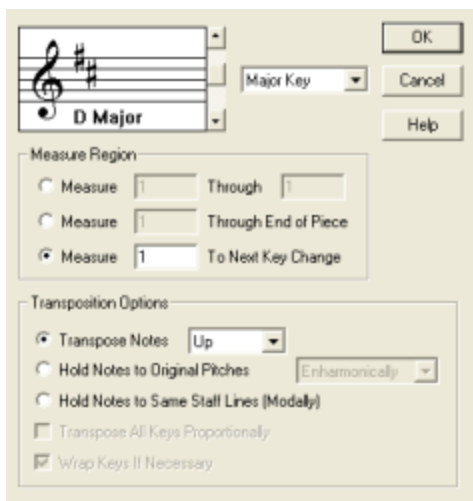 D Major
Major Key
OK
Cancel
Help
Measure Region
Measure 1 Through 1
Measure 1 Through End of Piece
Measure 1 To Next Key Change
Transposition Options
Transpose Notes Up
Hold Notes to Original Pitches Enharmonically
Hold Notes to Same Staff Lines (Modally)
Transpose All Keys Proportionally
Wrap Keys If Necessary